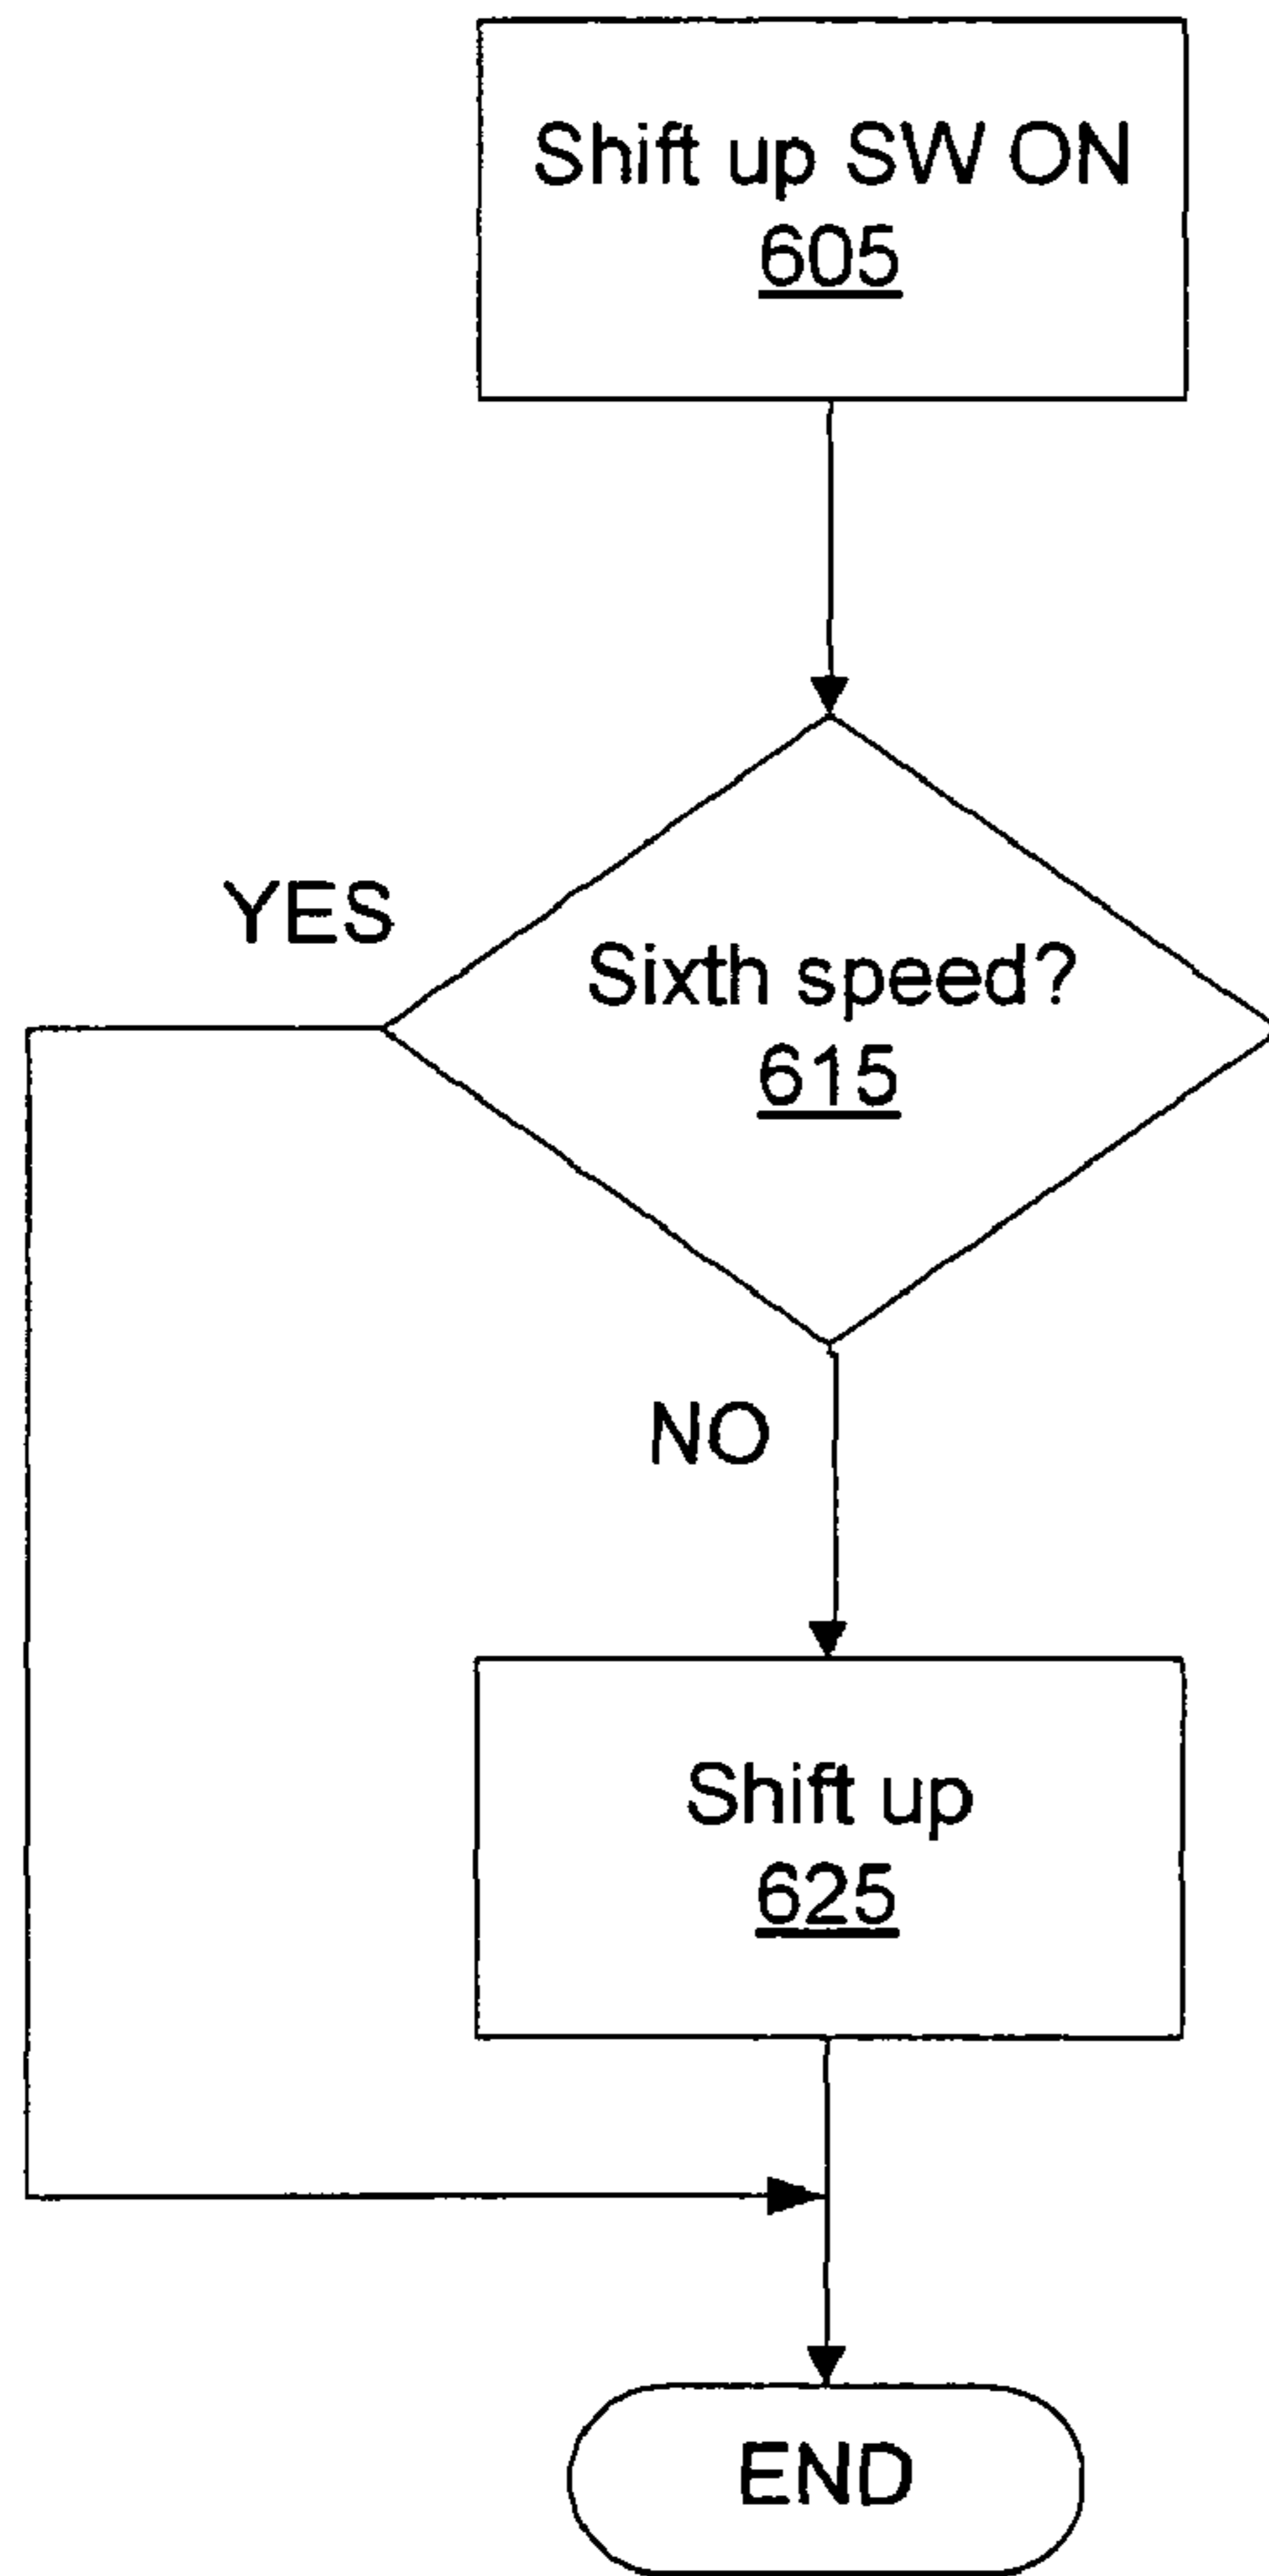 Shift up SW ON
605
YES
Sixth speed?
615
NO
Shift up
625
END